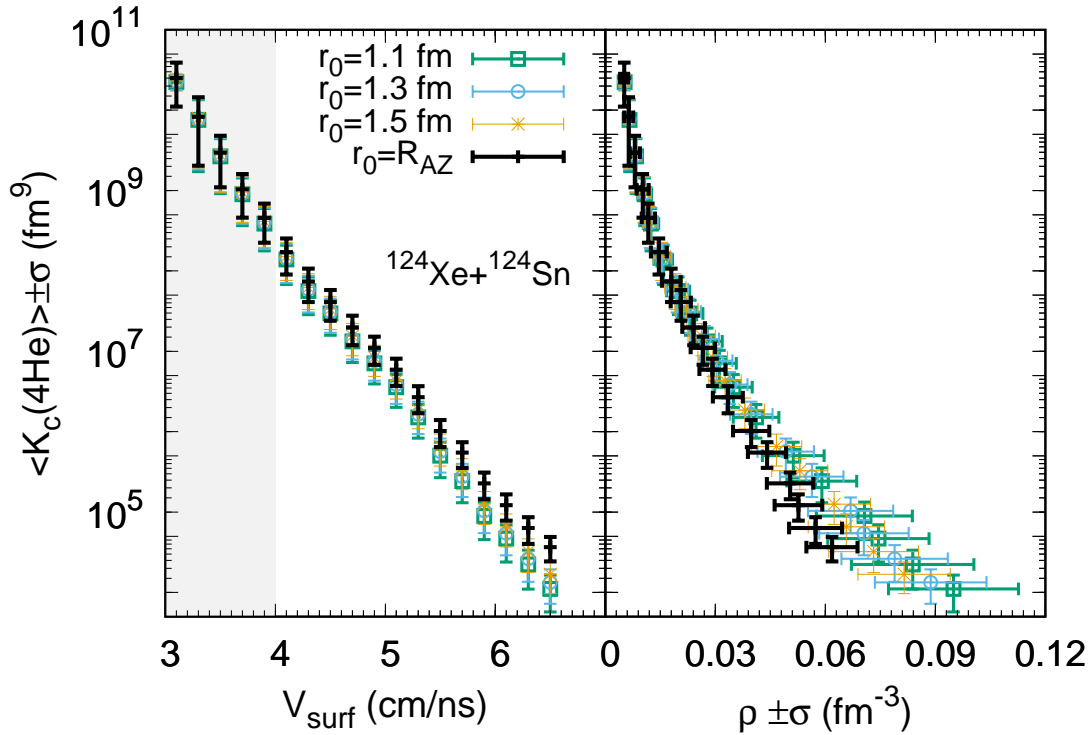 <K_c(4He)>±σ (fm^9)
10^11
10^9
10^7
10^5
r_0=1.1 fm
r_0=1.3 fm
r_0=1.5 fm
r_0=R_AZ
^124Xe+^124Sn
3 4 5 6
V_surf (cm/ns)
0 0.03 0.06 0.09 0.12
ρ ±σ (fm^-3)